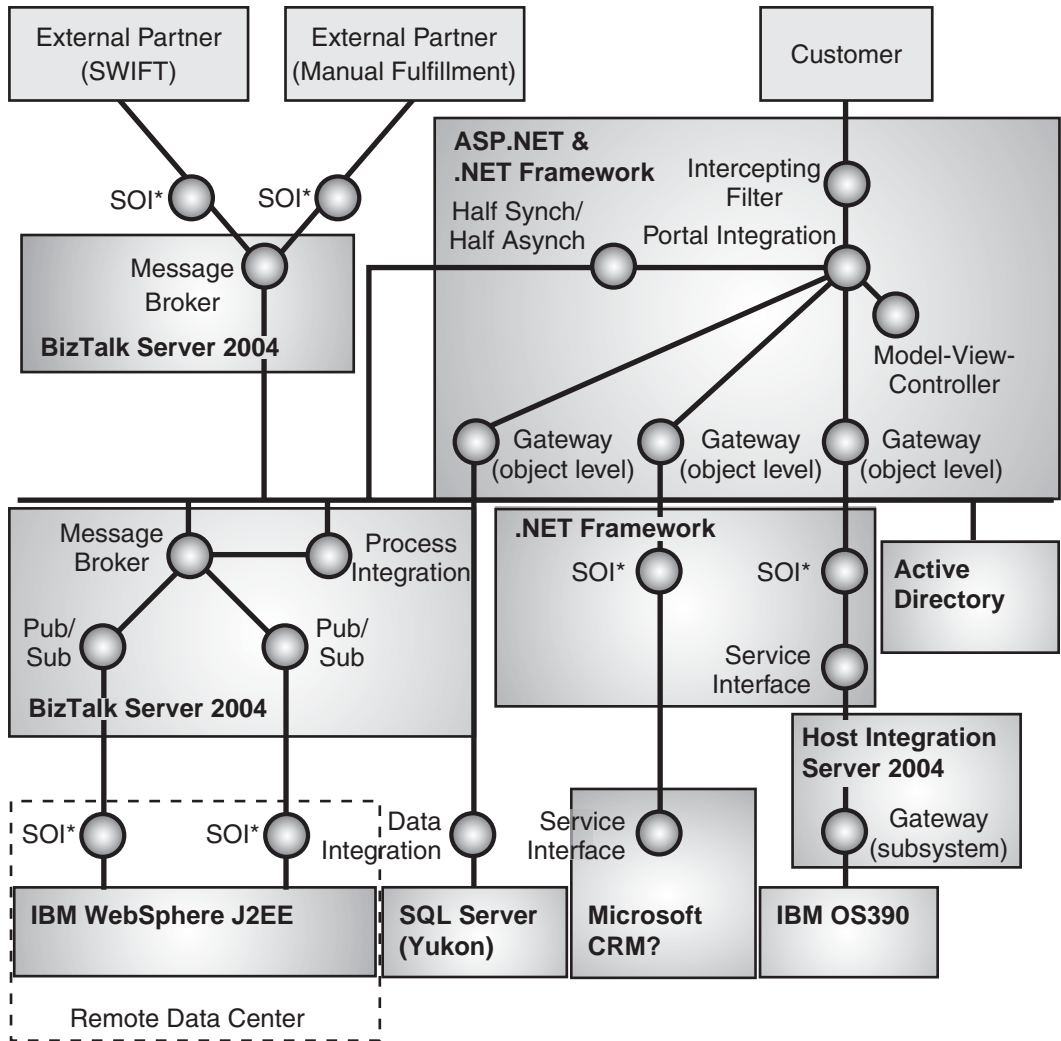 External Partner
(SWIFT)
External Partner
(Manual Fulfillment)
Customer
ASP.NET &
.NET Framework
Intercepting
Filter
SOI*
SOI*
Half Synch/
Half Asynch
Portal Integration
Message
Broker
BizTalk Server 2004
Model-View-
Controller
Gateway
(object level)
Gateway
(object level)
Gateway
(object level)
Message
Broker
Process
Integration
.NET Framework
SOI*
SOI*
Active
Directory
Pub/
Sub
Pub/
Sub
Service
Interface
BizTalk Server 2004
Host Integration
Server 2004
SOI*
SOI*
Data
Integration
Service
Interface
Gateway
(subsystem)
IBM WebSphere J2EE
SQL Server
(Yukon)
Microsoft
CRM?
IBM OS390
Remote Data Center